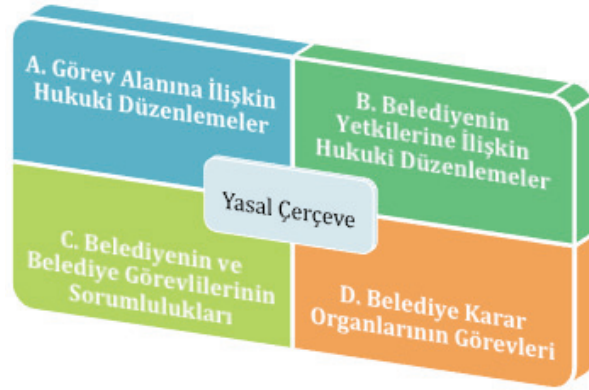 A. Görev Alanına İlişkin
Hukuki Düzenlemeler
B. Belediyenin
Yetkilerine İlişkin
Hukuki Düzenlemeler
Yasal Çerçeve
C. Belediyenin ve
Belediye Görevlilerinin
Sorumlulukları
D. Belediye Karar
Organlarının Görevleri